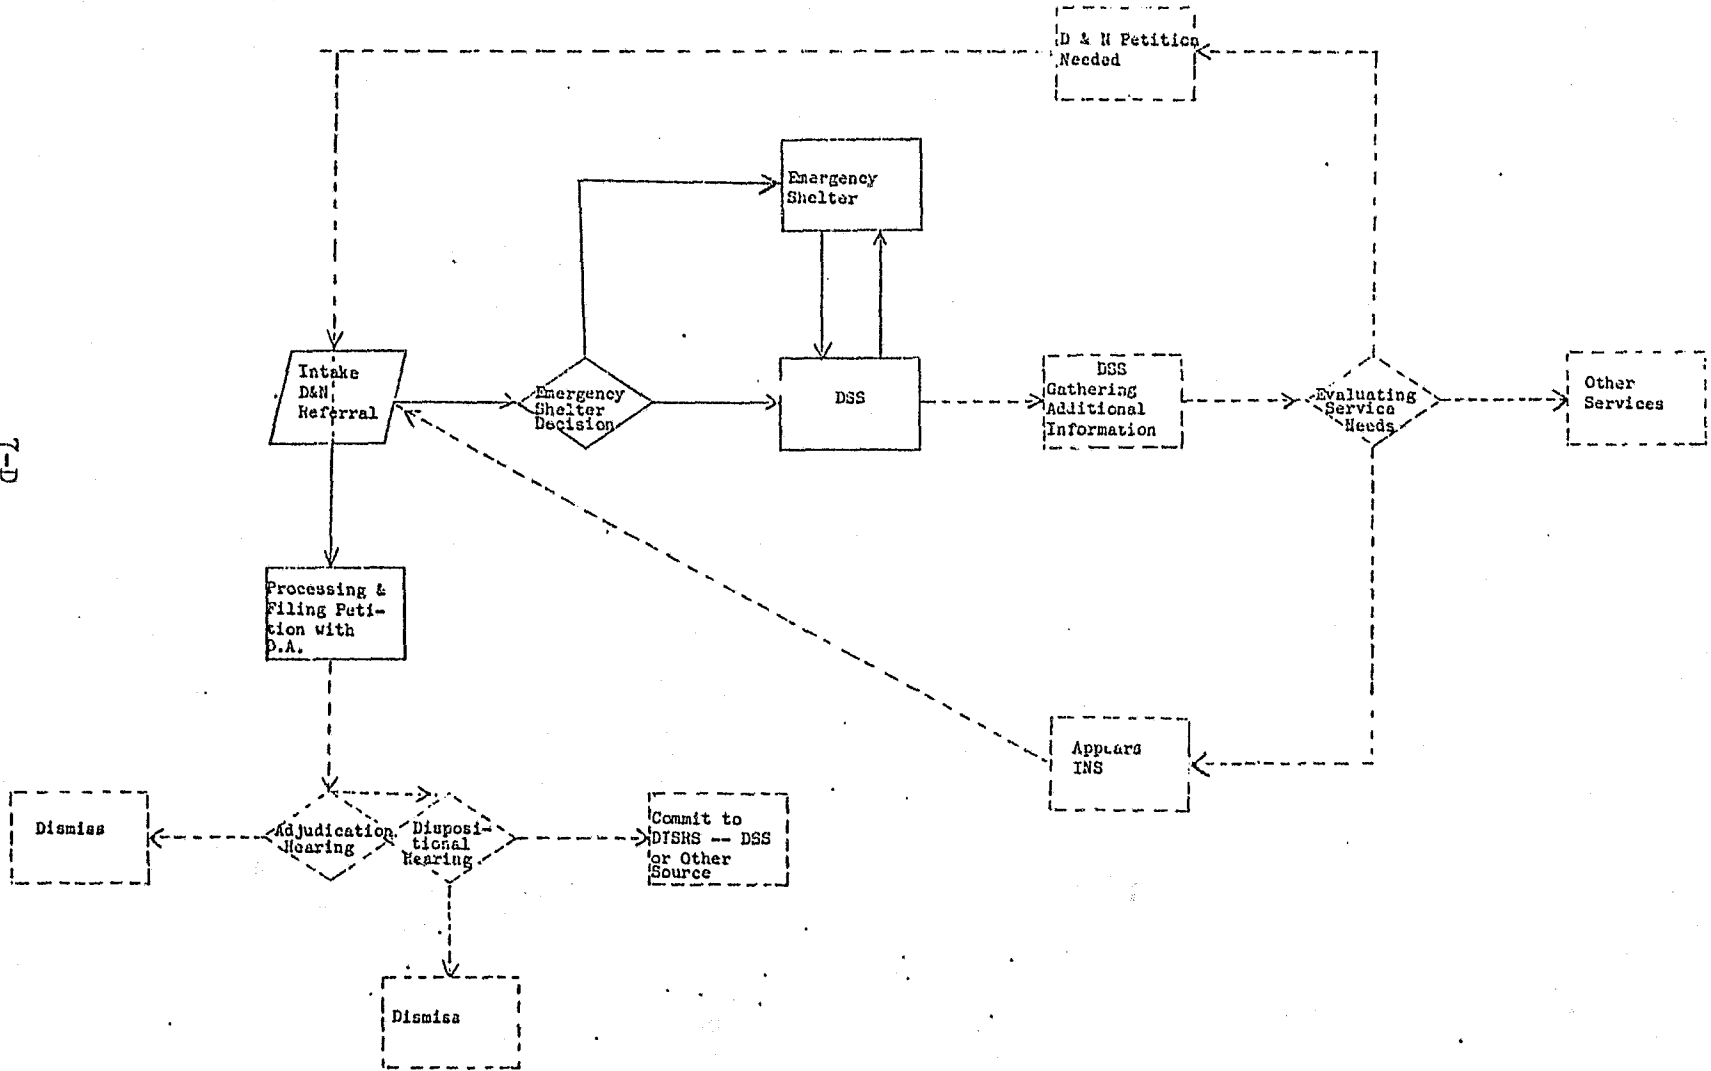 D & N Petition
Needed
Emergency
Shelter
Intake
D&N
Referral
Emergency
Shelter
Decision
DSS
DSS
Gathering
Additional
Information
Evaluating
Service
Needs
Other
Services
7-D
Processing &
Filing Peti-
tion with
D.A.
Appears
INS
Dismiss
Adjudication
Hearing
Disposi-
tional
Hearing
Commit to
DISRS -- DSS
or Other
Source
Dismiss